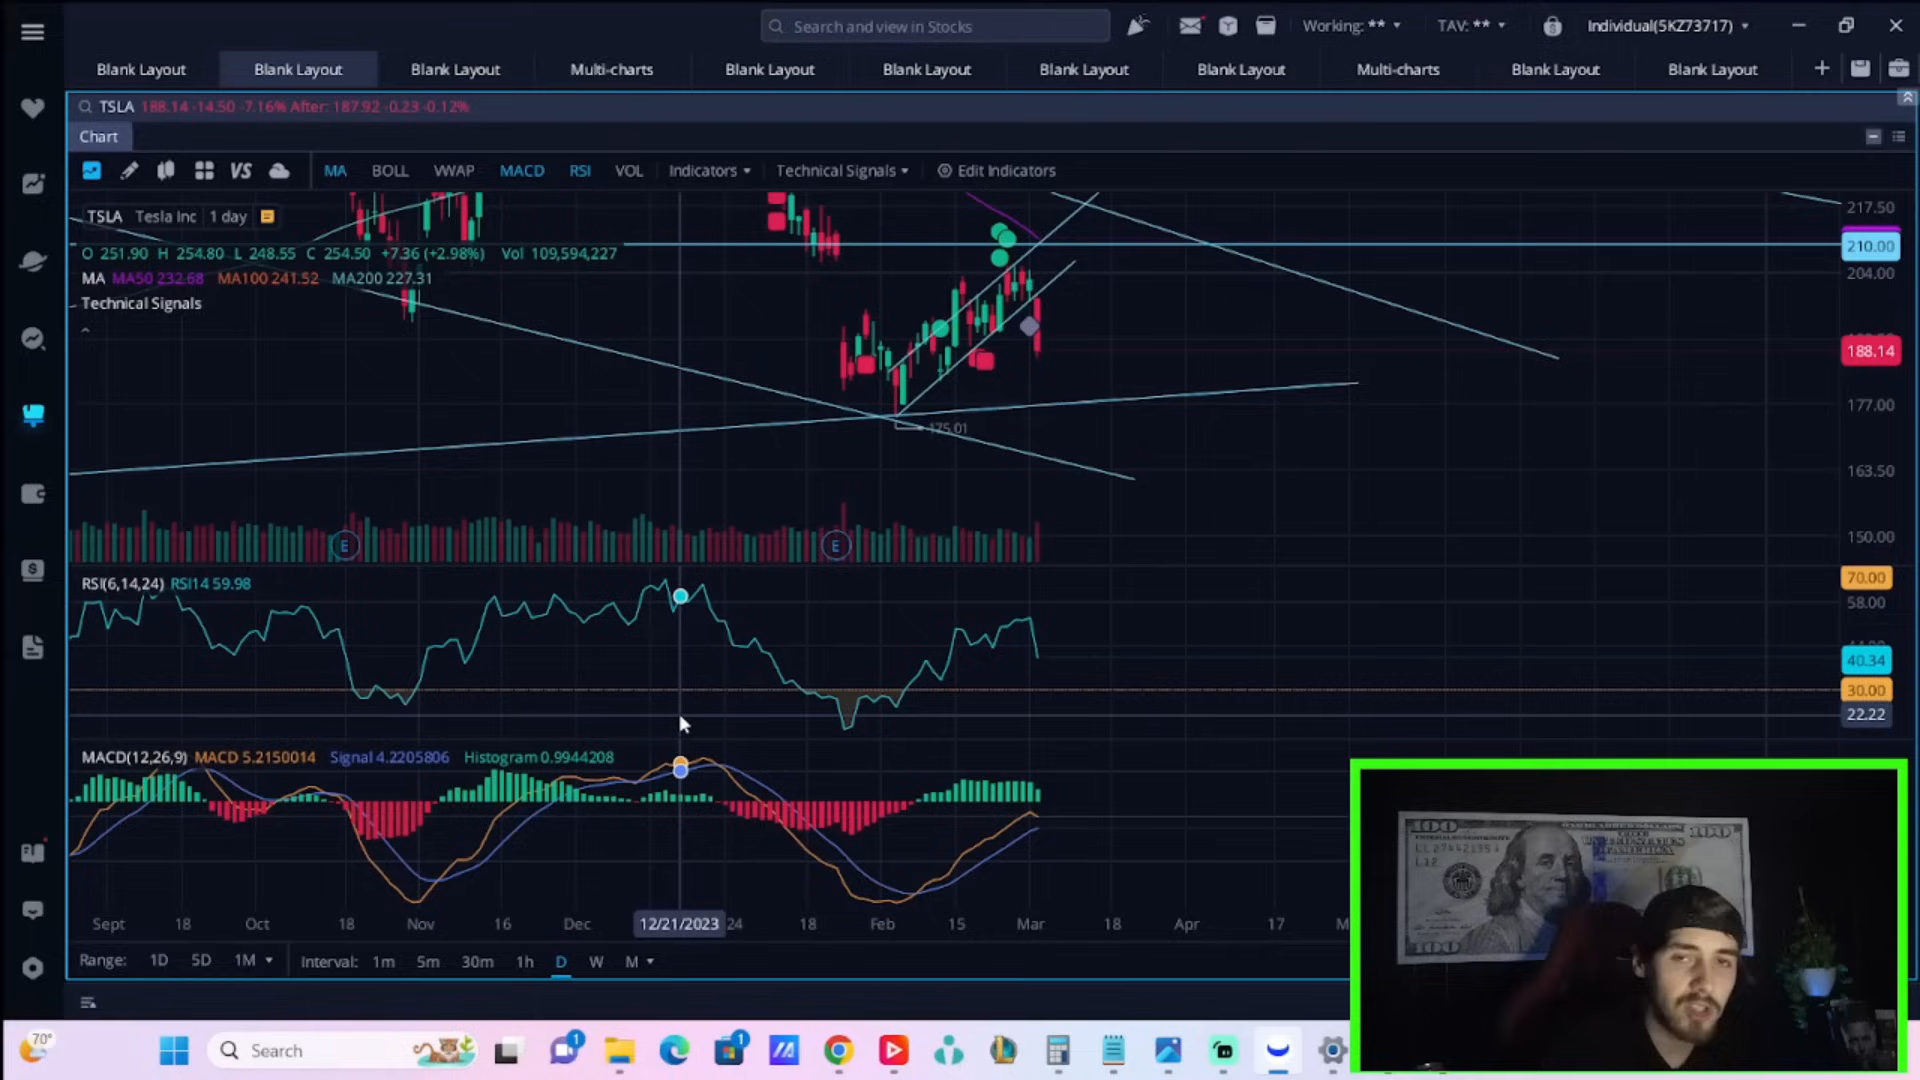 Search and view in Stocks
Working: **
TAV: **
Individual(5KZ73717)
Blank Layout
Blank Layout
Blank Layout
Multi-charts
Blank Layout
Blank Layout
Blank Layout
Blank Layout
Multi-charts
Blank Layout
Blank Layout
TSLA 188.14 -14.50 -7.16% After: 187.92 -0.23 -0.12%
Chart
VS
MA BOLL VWAP MACD RSI VOL Indicators Technical Signals Edit Indicators
TSLA Tesla Inc 1 day
O 251.90 H 254.80 L 248.55 C 254.50 +7.36 (+2.98%) Vol 109,594,227
MA MA50 232.68 MA100 241.52 MA200 227.31
Technical Signals
217.50
210.00
204.00
188.14
177.00
175.01
163.50
150.00
E
E
RSI(6,14,24) RSI14 59.98
70.00
58.00
40.34
30.00
22.22
MACD(12,26,9) MACD 5.2150014 Signal 4.2205806 Histogram 0.9944208
Sept 18 Oct 18 Nov 16 Dec 12/21/2023 24 18 Feb 15 Mar 18 Apr 17
Range: 1D 5D 1M
Interval: 1m 5m 30m 1h D W M
100
100
100
70°
Search
1
1